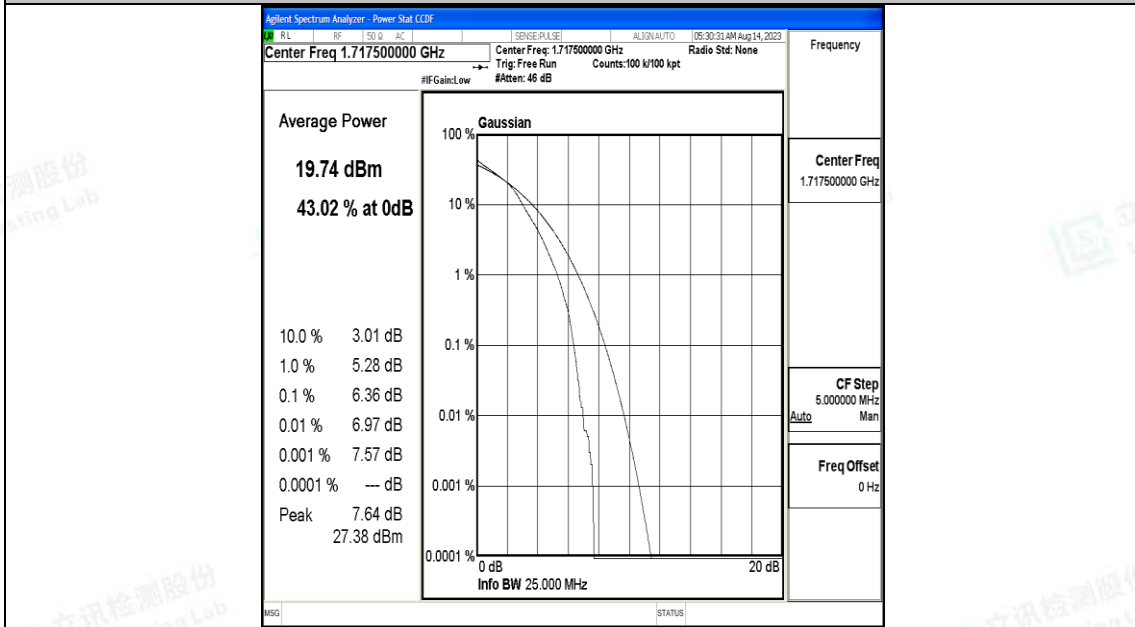 Agilent Spectrum Analyzer - Power Stat CCDF
RL RF 50 Ω AC SENSE:PULSE ALIGN AUTO 05:30:31 AM Aug 14, 2023
Center Freq 1.717500000 GHz
Center Freq: 1.717500000 GHz
Radio Std: None
Trig: Free Run
Counts:100 k/100 kpt
#IFGain:Low
#Atten: 46 dB
Frequency
Average Power
19.74 dBm
43.02 % at 0dB
10.0 % 3.01 dB
1.0 % 5.28 dB
0.1 % 6.36 dB
0.01 % 6.97 dB
0.001 % 7.57 dB
0.0001 % --- dB
Peak 7.64 dB
27.38 dBm
Gaussian
100 %
10 %
1 %
0.1 %
0.01 %
0.001 %
0.0001 %
0 dB
20 dB
Info BW 25.000 MHz
Center Freq
1.717500000 GHz
CF Step
5.000000 MHz
Auto Man
Freq Offset
0 Hz
MSG
STATUS
立讯检测股份